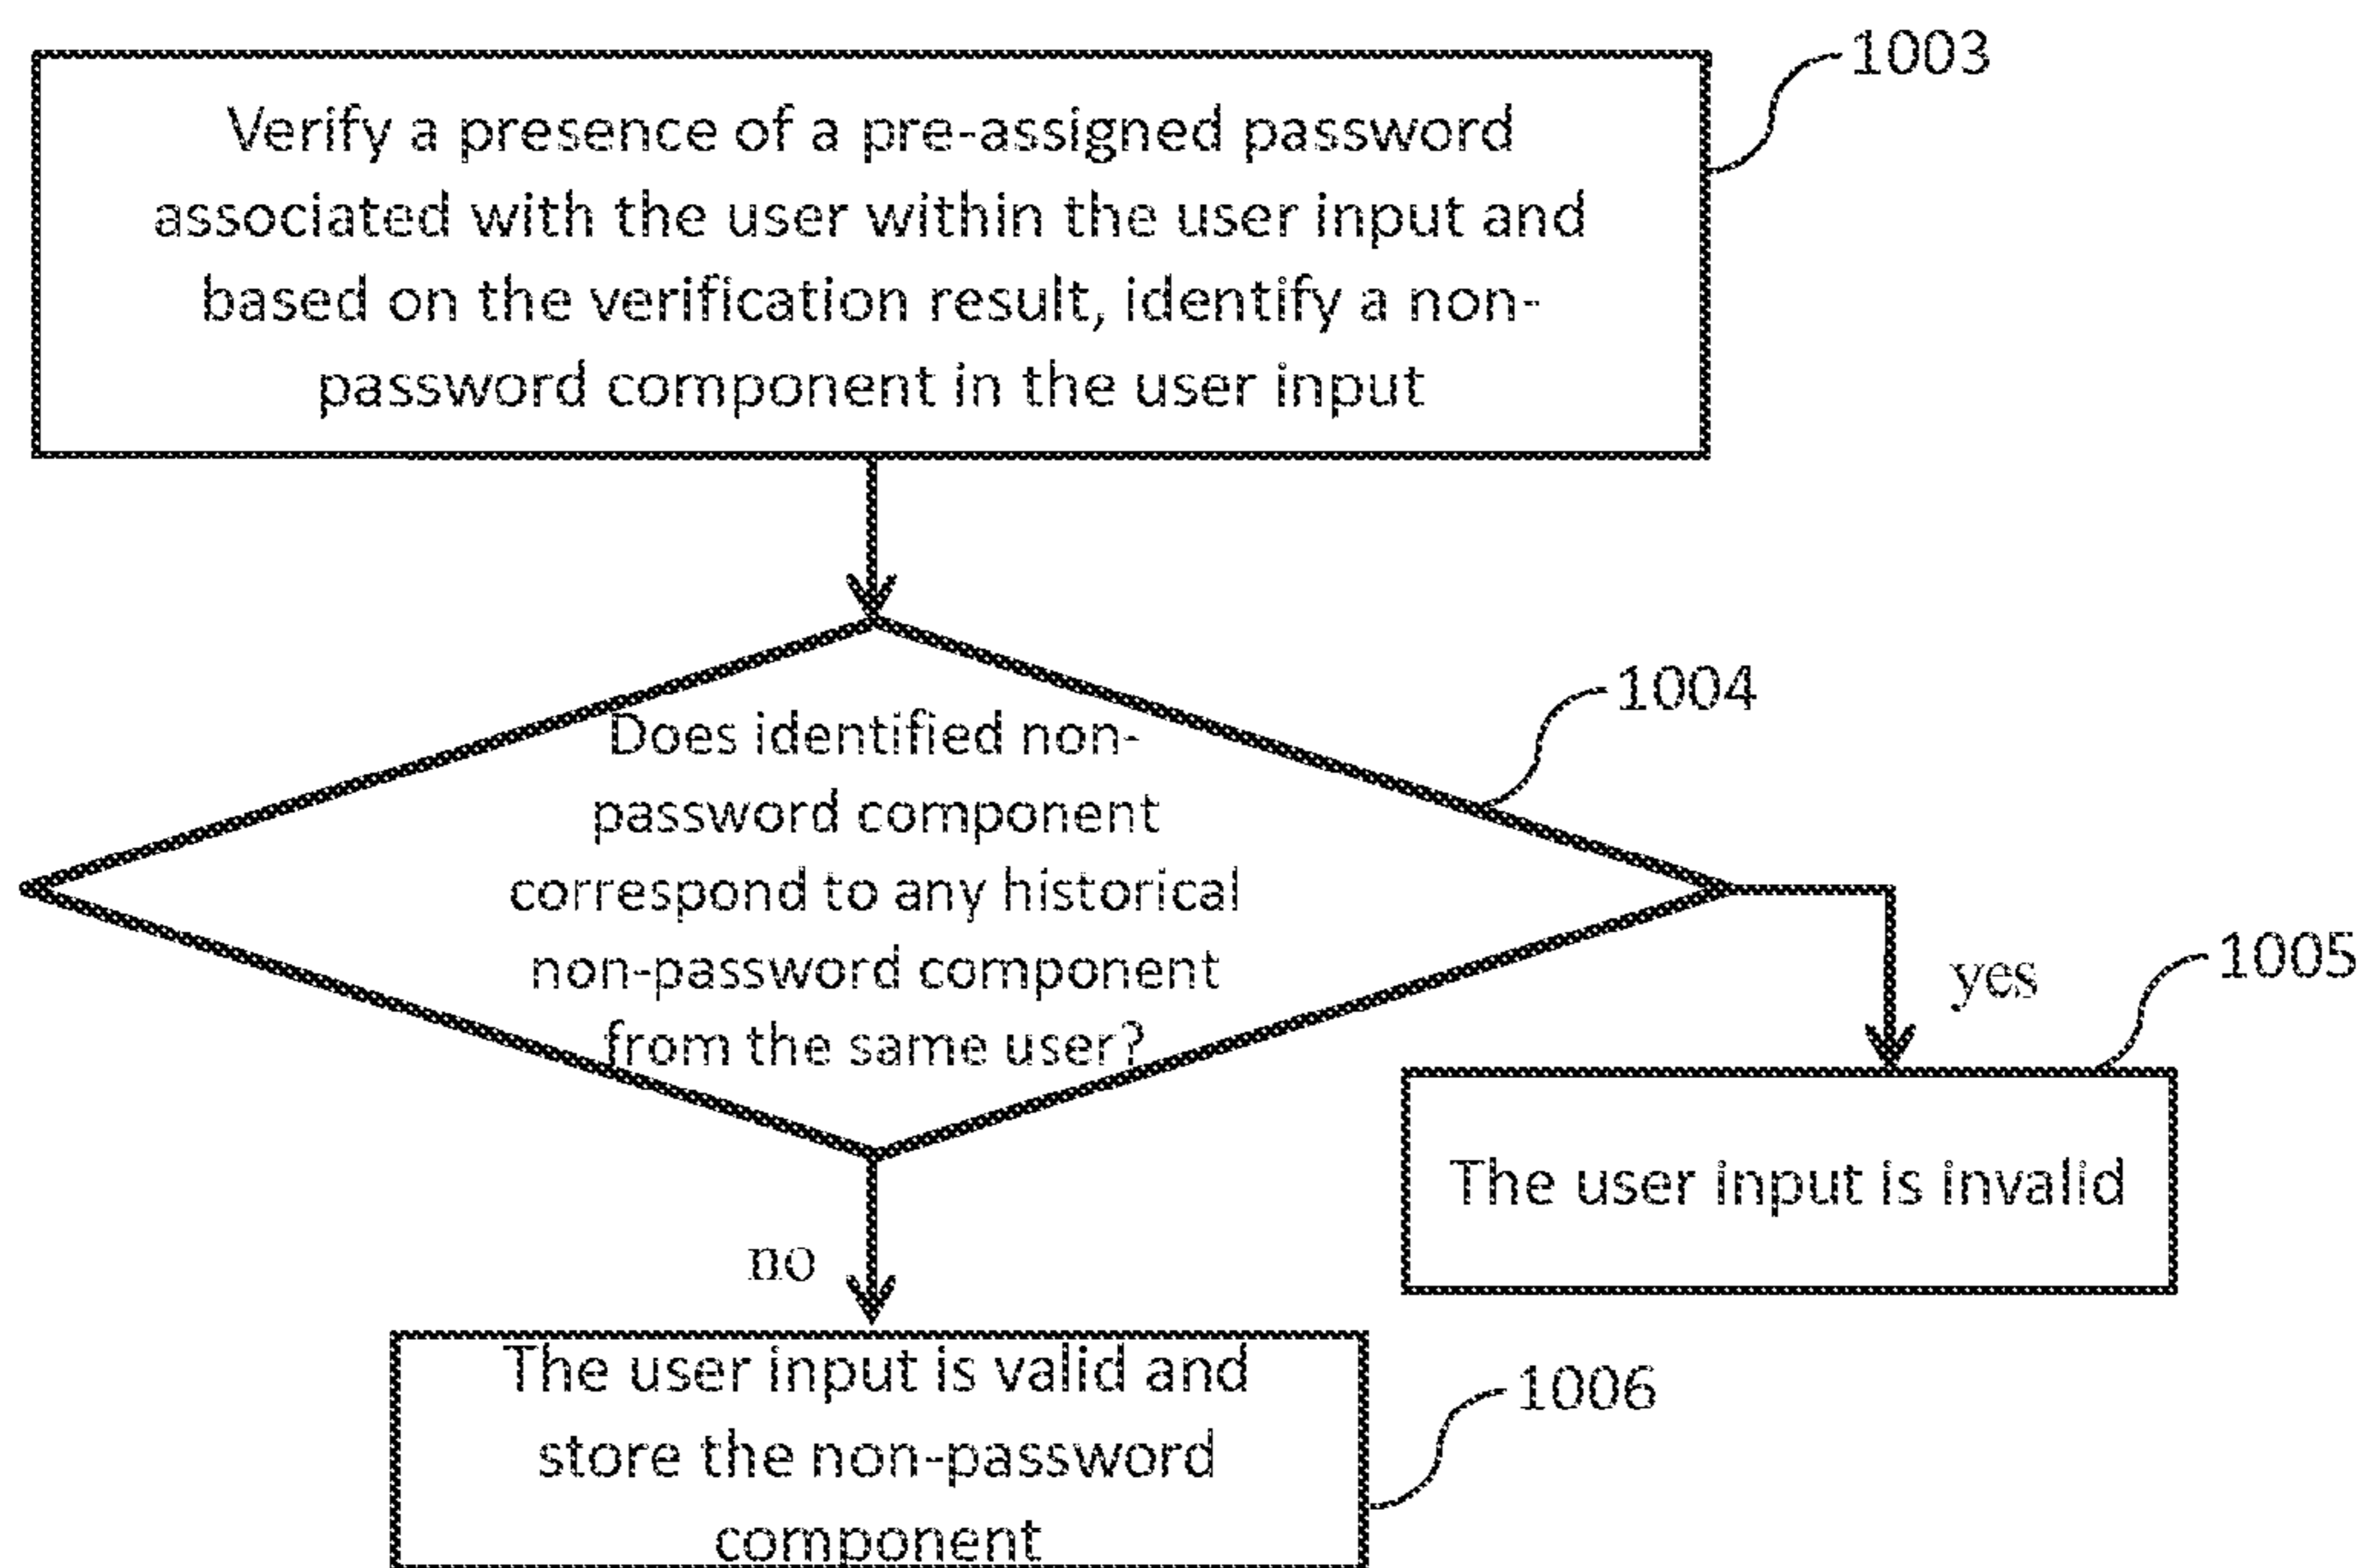 1003
Verify a presence of a pre-assigned password
associated with the user within the user input and
based on the verification result, identify a non-
password component in the user input
1004
Does identified non-
password component
correspond to any historical
non-password component
from the same user?
yes
1005
The user input is invalid
no
The user input is valid and
store the non-password
component
1006